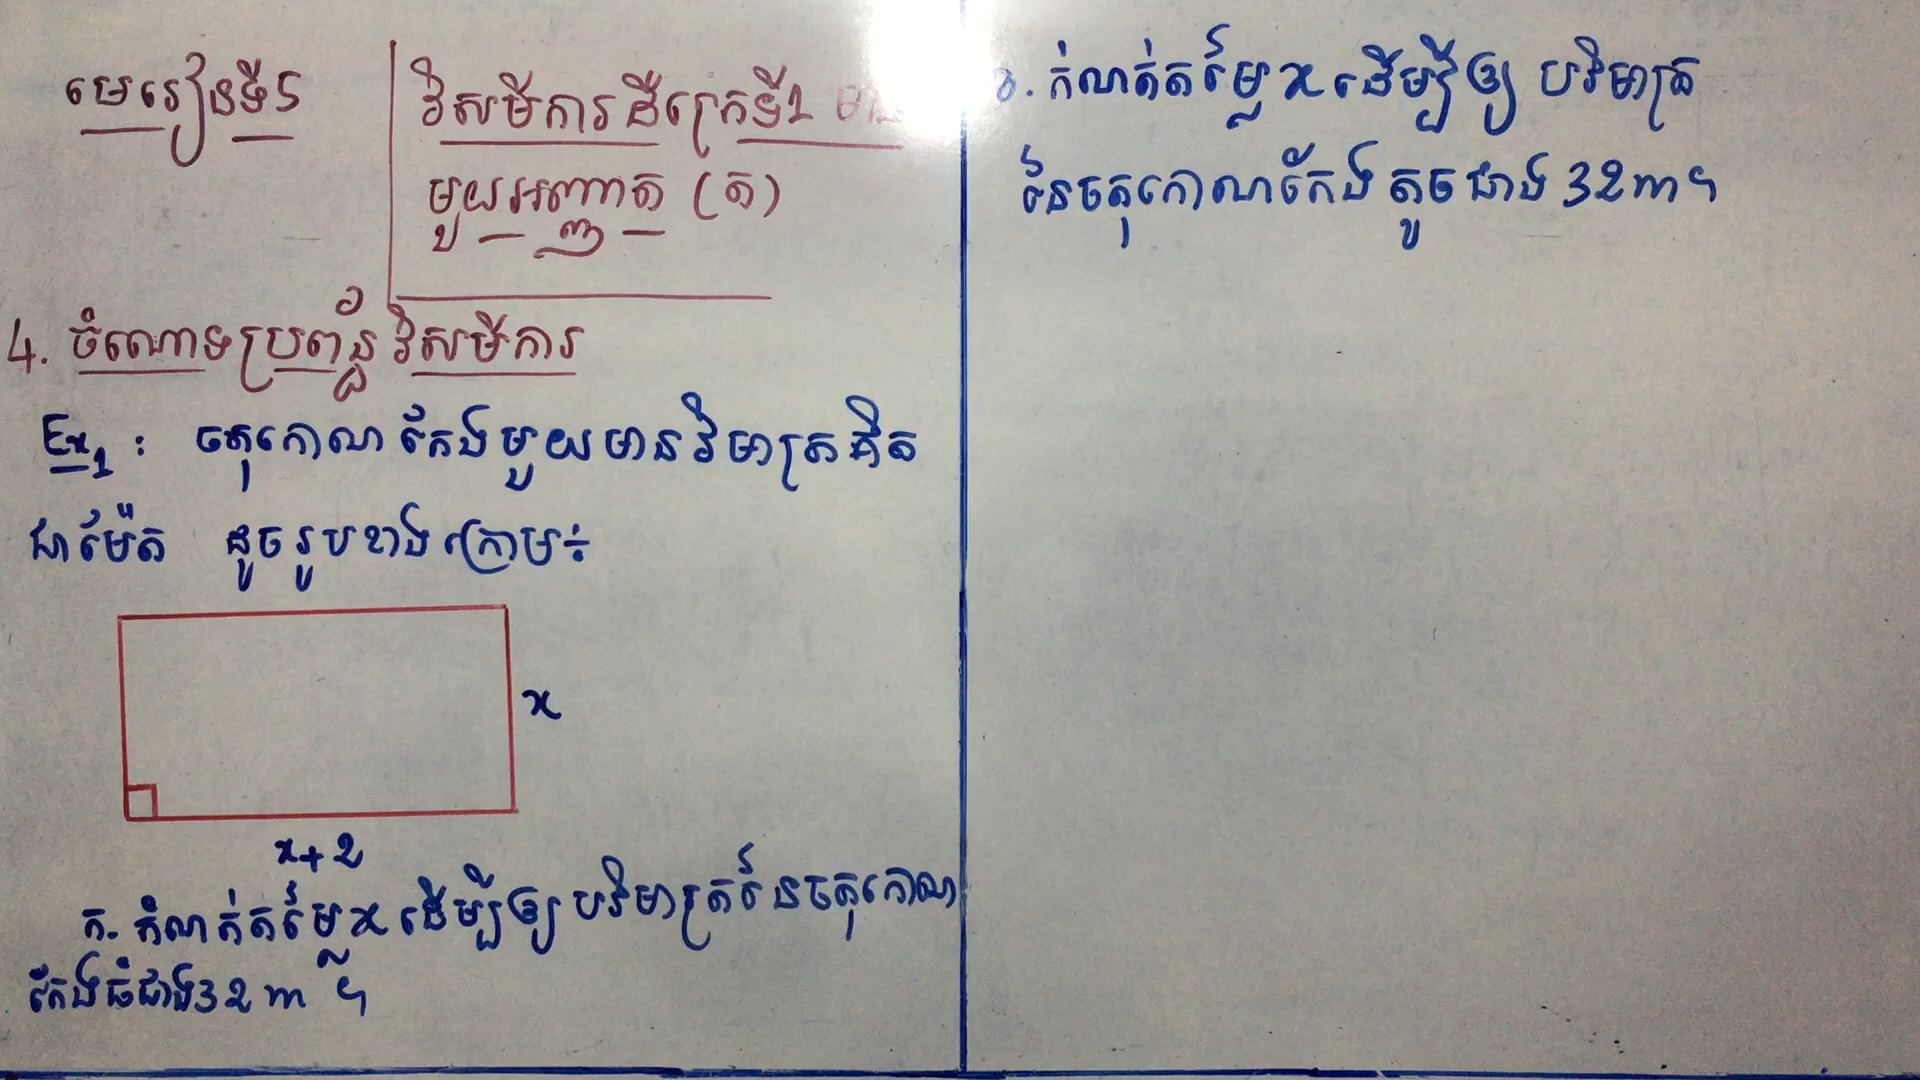 មេរៀនទី5
វិសមីការដឺក្រេទី1 មាន
មួយអញ្ញាត (ត)
4. ចំណោទប្រព័ន្ធវិសមីការ
Ex1 : ចតុកោណកែងមួយមានវិមាត្រគិត
ជាម៉ែត ដូចរូបខាងក្រោម÷
x
x+2
ក. កំណត់តម្លៃ x ដើម្បីឲ្យ បរិមាត្រនៃចតុកោណ
កែងធំជាង32m ។
ខ. កំណត់តម្លៃ x ដើម្បីឲ្យ បរិមាត្រ
នៃចតុកោណកែង តូចជាង 32m។